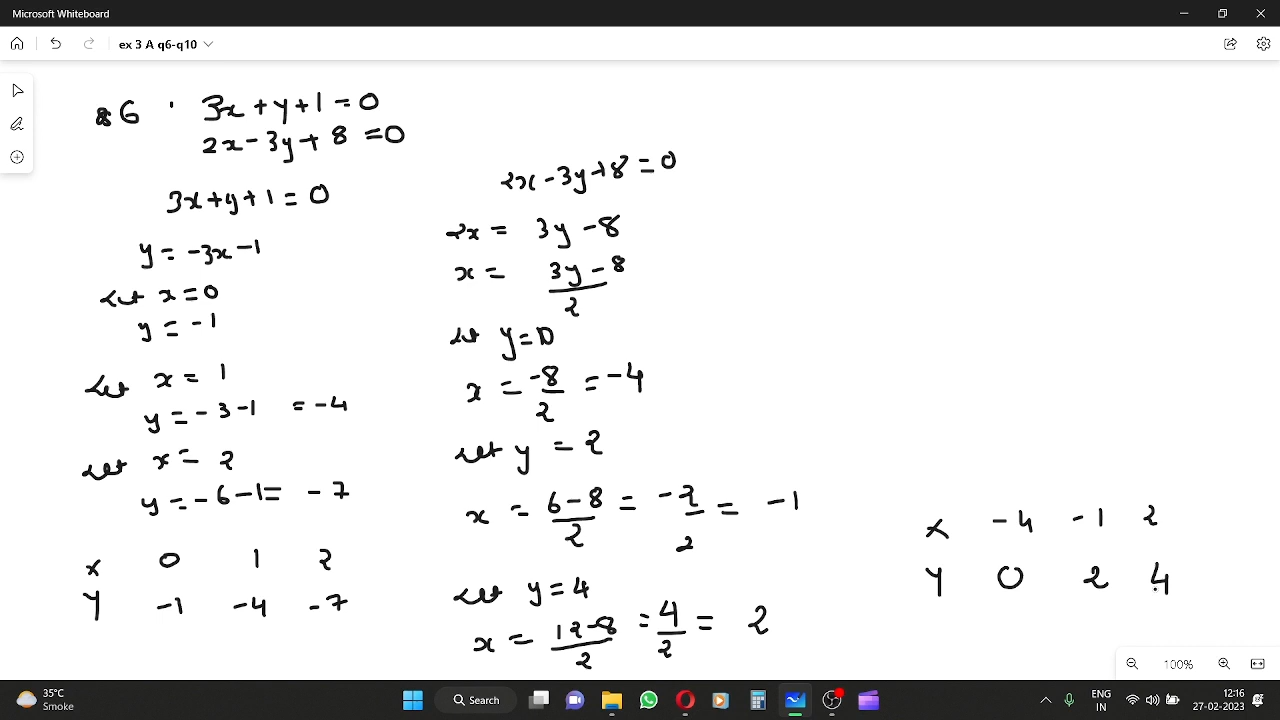 Microsoft Whiteboard
ex 3 A q6-q10
6 . 3x + y + 1 = 0
2x - 3y + 8 = 0
3x + y + 1 = 0
y = -3x - 1
Let x = 0
y = -1
Let x = 1
y = -3 -1 = -4
Let x = 2
y = -6 -1 = -7
x 0 1 2
y -1 -4 -7
2x - 3y + 8 = 0
2x = 3y - 8
x = 3y - 8 / 2
Let y = 0
x = -8/2 = -4
Let y = 2
x = 6-8/2 = -2/2 = -1
Let y = 4
x = 12-8/2 = 4/2 = 2
x -4 -1 2
y 0 2 4
100%
35°C
Smoke
Search
ENG
IN
12:16
27-02-2023